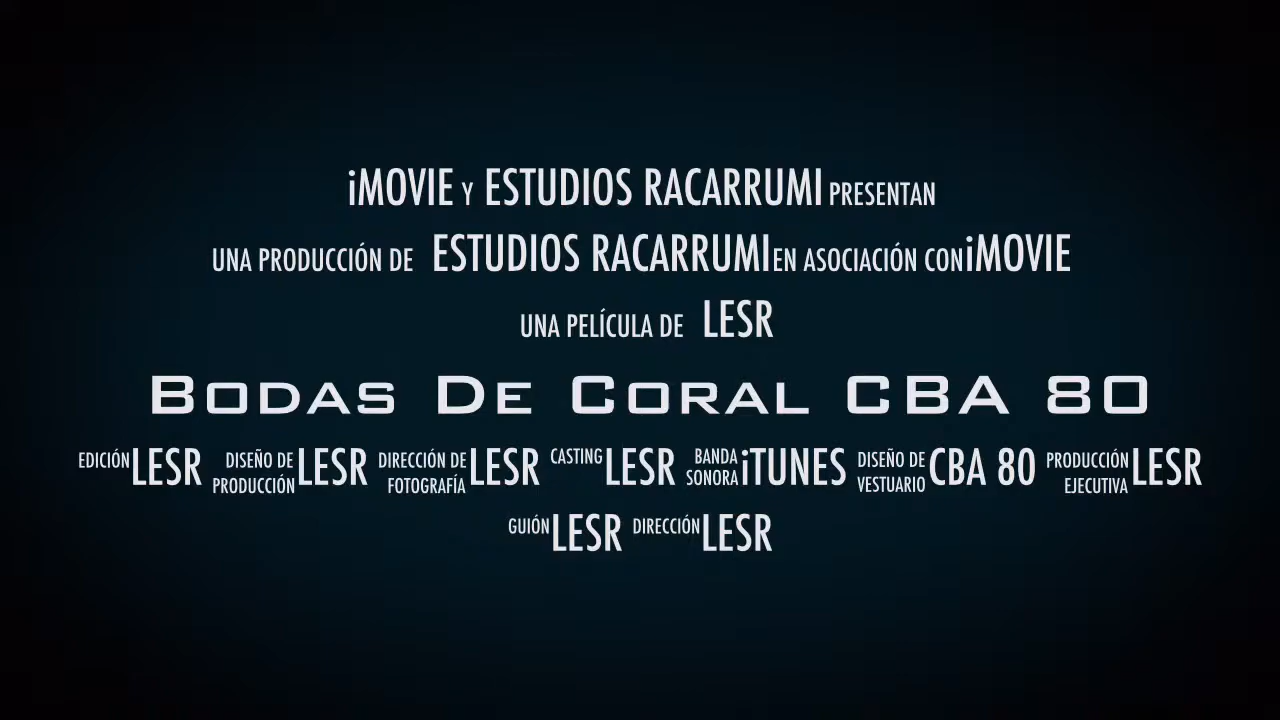 iMOVIE Y ESTUDIOS RACARRUMI PRESENTAN
UNA PRODUCCIÓN DE ESTUDIOS RACARRUMI EN ASOCIACIÓN CON iMOVIE
UNA PELÍCULA DE LESR
BODAS DE CORAL CBA 80
EDICIÓN LESR DISEÑO DE PRODUCCIÓN LESR DIRECCIÓN DE FOTOGRAFÍA LESR CASTING LESR BANDA SONORA iTUNES DISEÑO DE VESTUARIO CBA 80 PRODUCCIÓN EJECUTIVA LESR
GUIÓN LESR DIRECCIÓN LESR